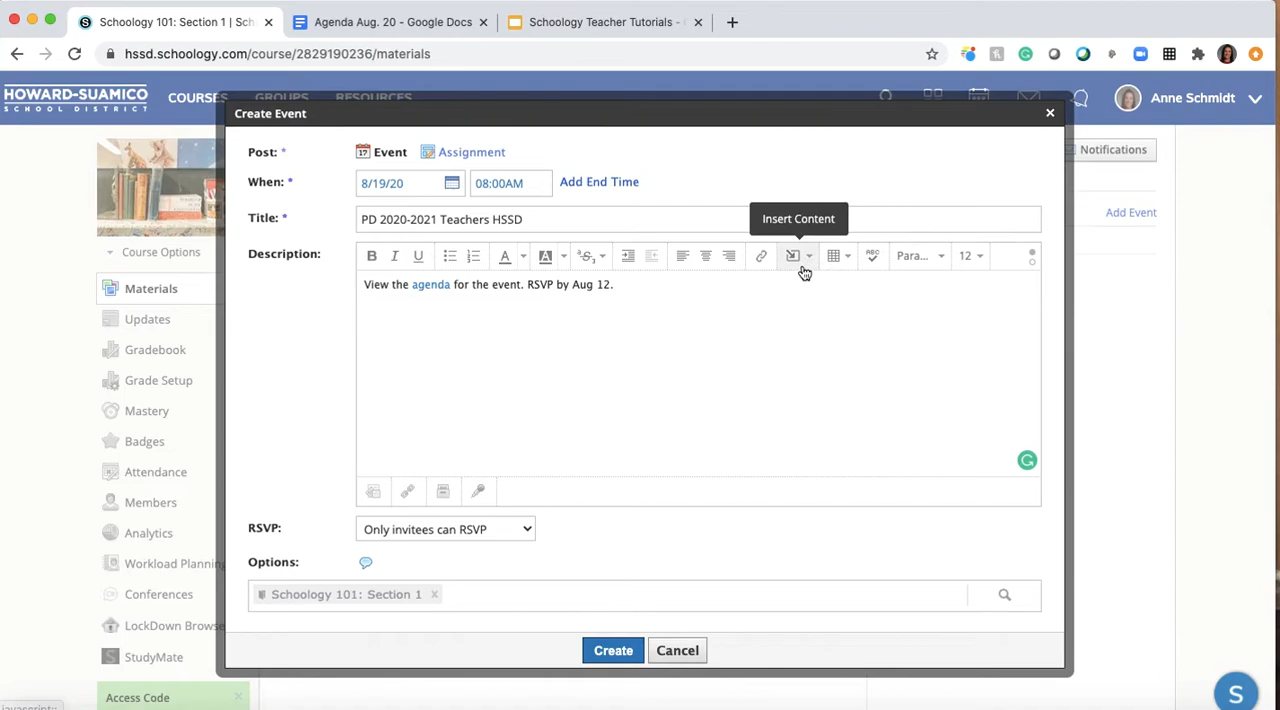 Schoology 101: Section 1 | Sch
Agenda Aug. 20 - Google Docs
Schoology Teacher Tutorials -
hssd.schoology.com/course/2829190236/materials
HOWARD-SUAMICO
SCHOOL DISTRICT
COURSES
GROUPS
RESOURCES
Anne Schmidt
Create Event
Post: *
17
Event
Assignment
Notifications
When: *
8/19/20
08:00AM
Add End Time
Title: *
PD 2020-2021 Teachers HSSD
Insert Content
Add Event
Course Options
Description:
B I U
A
A
S
ABC
Para...
12
View the agenda for the event. RSVP by Aug 12.
Materials
Updates
Gradebook
Grade Setup
Mastery
Badges
Attendance
Members
Analytics
Workload Planning
Conferences
LockDown Browse
StudyMate
RSVP:
Only invitees can RSVP
Options:
Schoology 101: Section 1 x
Create
Cancel
Access Code
S